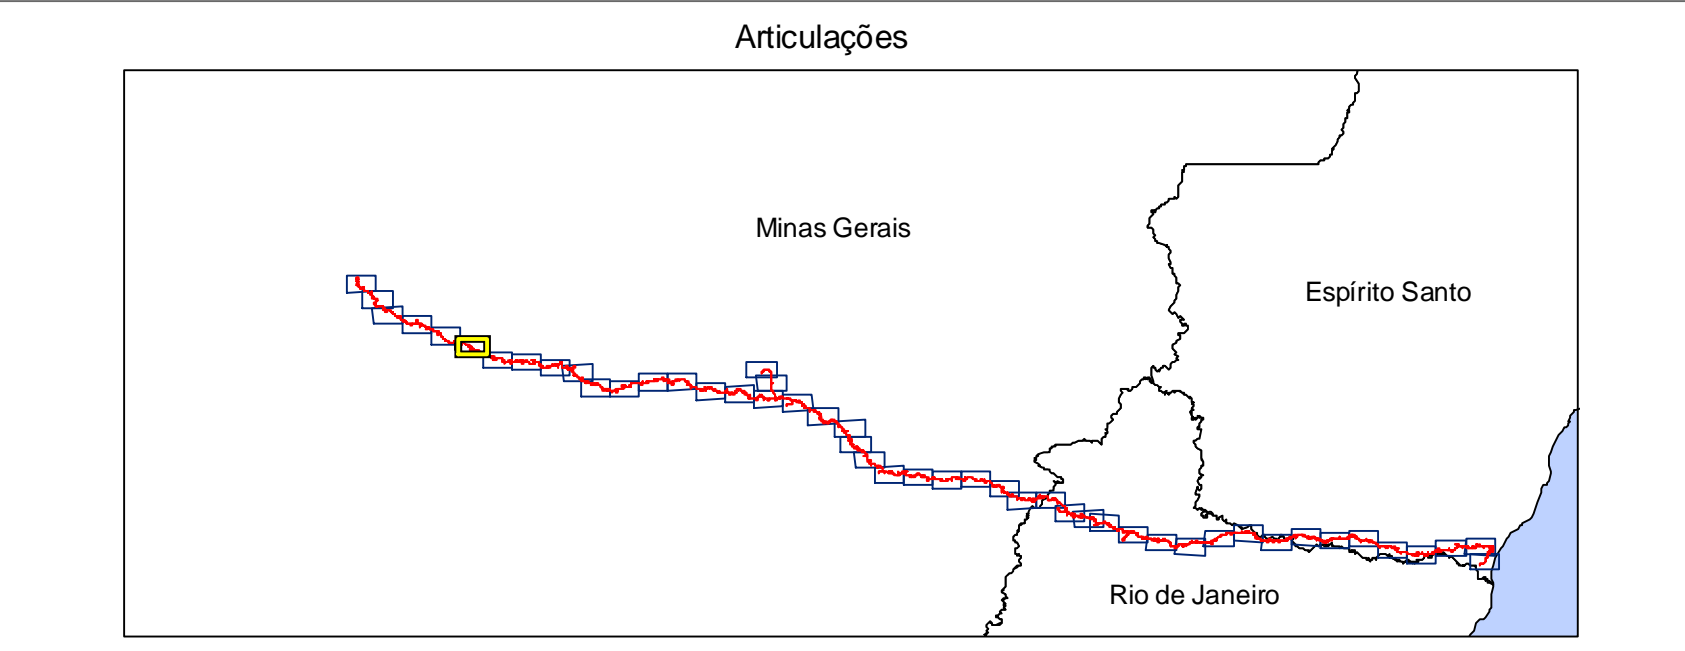 Articulações
Minas Gerais
Espírito Santo
Rio de Janeiro